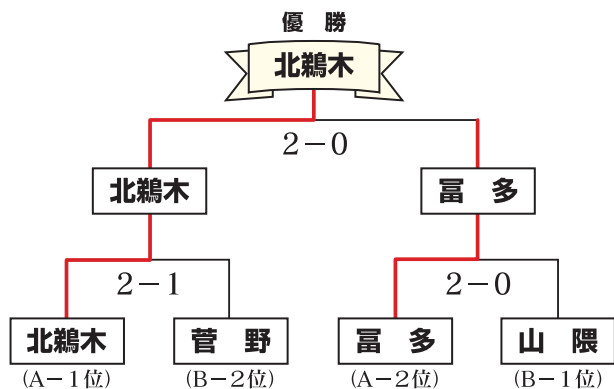 優　勝
北鵜木
2－0
北鵜木
冨　多
2－1
2－0
北鵜木
菅　野
冨　多
山　隈
(A－1位)
(B－2位)
(A－2位)
(B－1位)